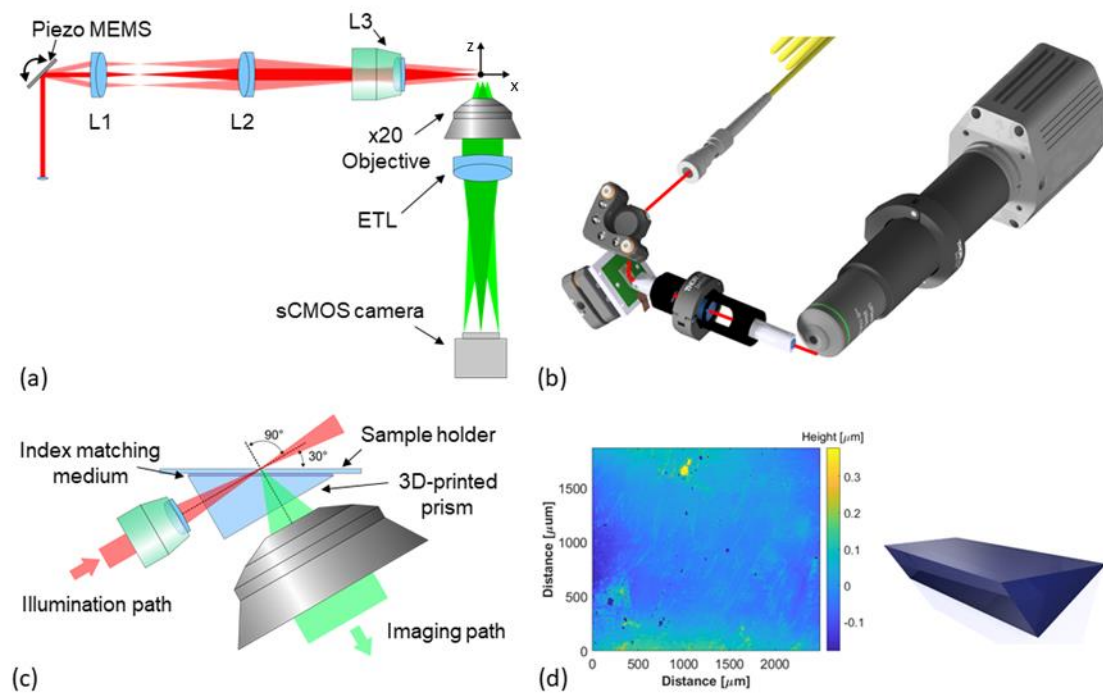 (a)
Piezo MEMS
L1
L2
L3
z
x
x20
Objective
ETL
sCMOS camera
(b)
(c)
90°
30°
Index matching
medium
Sample holder
3D-printed
prism
Illumination path
Imaging path
(d)
Height [μm]
0.3
0.2
0.1
0
-0.1
Distance [μum]
1500
1000
500
0
0
500
1000
1500
2000
Distance [μm]